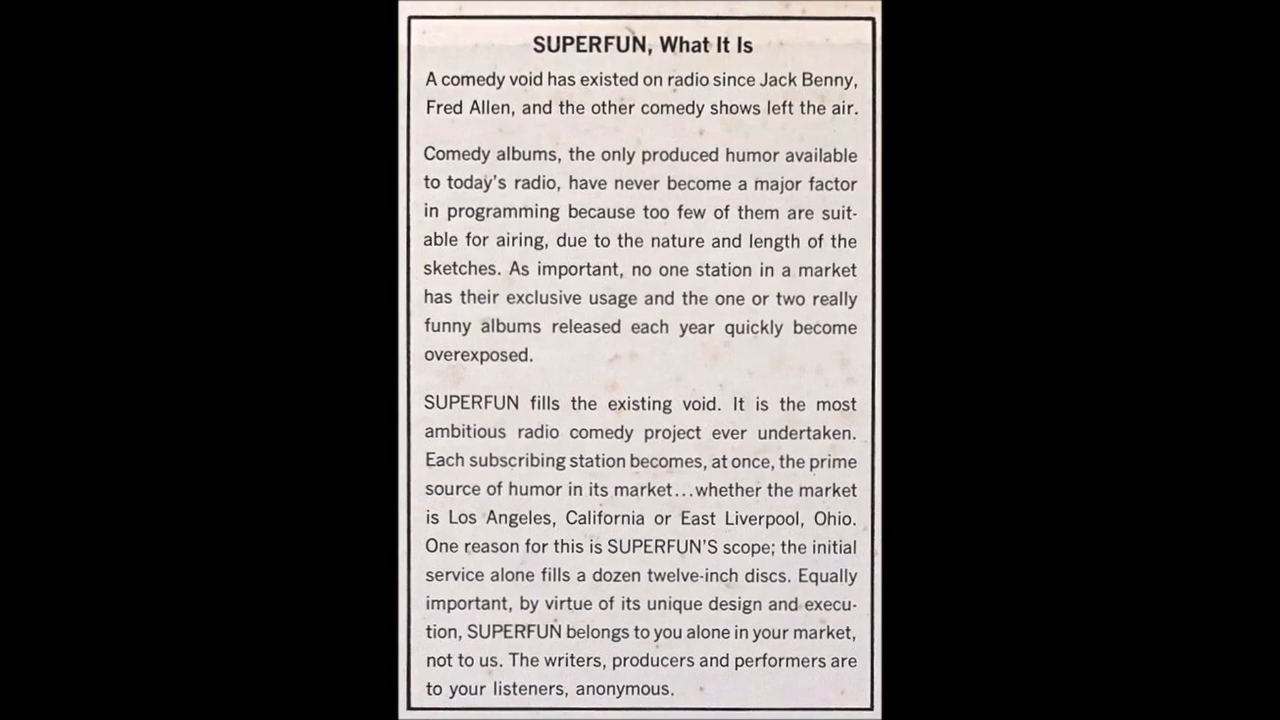 SUPERFUN, What It Is
A comedy void has existed on radio since Jack Benny,
Fred Allen, and the other comedy shows left the air.
Comedy albums, the only produced humor available
to today's radio, have never become a major factor
in programming because too few of them are suit-
able for airing, due to the nature and length of the
sketches. As important, no one station in a market
has their exclusive usage and the one or two really
funny albums released each year quickly become
overexposed.
SUPERFUN fills the existing void. It is the most
ambitious radio comedy project ever undertaken.
Each subscribing station becomes, at once, the prime
source of humor in its market...whether the market
is Los Angeles, California or East Liverpool, Ohio.
One reason for this is SUPERFUN'S scope; the initial
service alone fills a dozen twelve-inch discs. Equally
important, by virtue of its unique design and execu-
tion, SUPERFUN belongs to you alone in your market,
not to us. The writers, producers and performers are
to your listeners, anonymous.